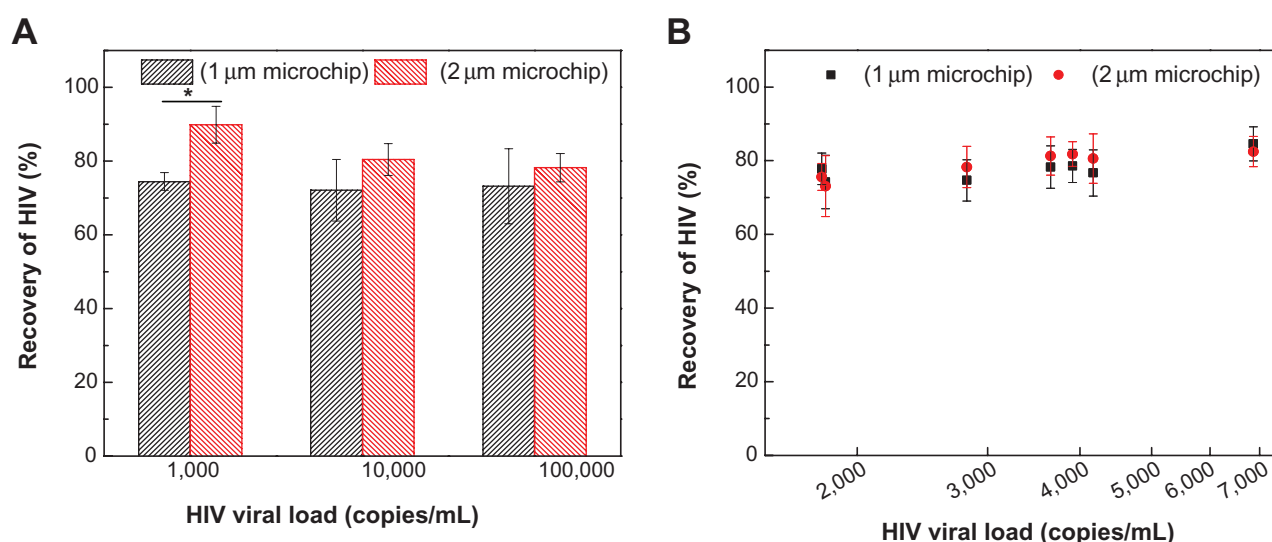 A
(1 μm microchip) (2 μm microchip)
*
Recovery of HIV (%)
100
80
60
40
20
0
1,000 10,000 100,000
HIV viral load (copies/mL)
B
(1 μm microchip) (2 μm microchip)
Recovery of HIV (%)
100
80
60
40
20
0
2,000 3,000 4,000 5,000 6,000 7,000
HIV viral load (copies/mL)